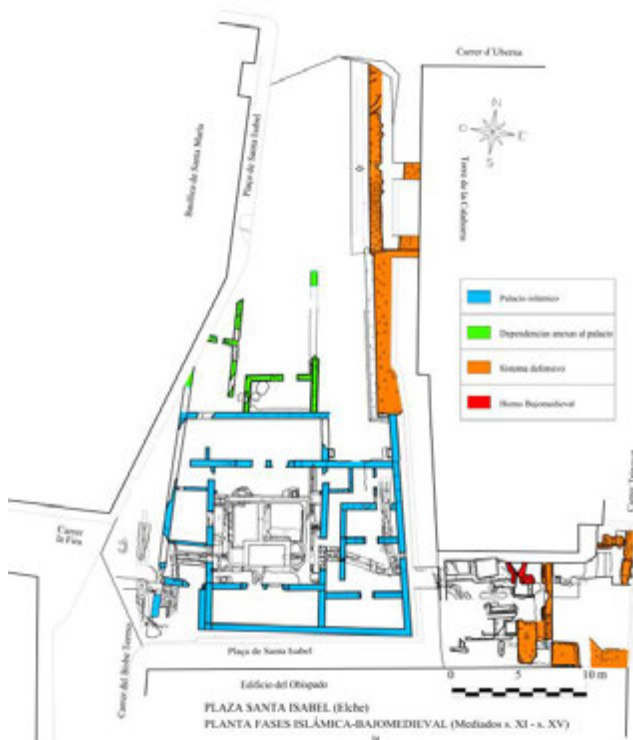 Carrer d'Uberna
N
O
E
S
Basílica de Santa María
Plaça de Santa Isabel
Torre de la Calahorra
Palacio islámico
Dependencias anexas al palacio
Sistema defensivo
Horno Bajomedieval
Carrer
la Fira
Carrer del Bisbe Tormo
Plaça de Santa Isabel
Edificio del Obispado
0
5
10 m
PLAZA SANTA ISABEL (Elche)
PLANTA FASES ISLÁMICA-BAJOMEDIEVAL (Mediados s. XI - s. XV)